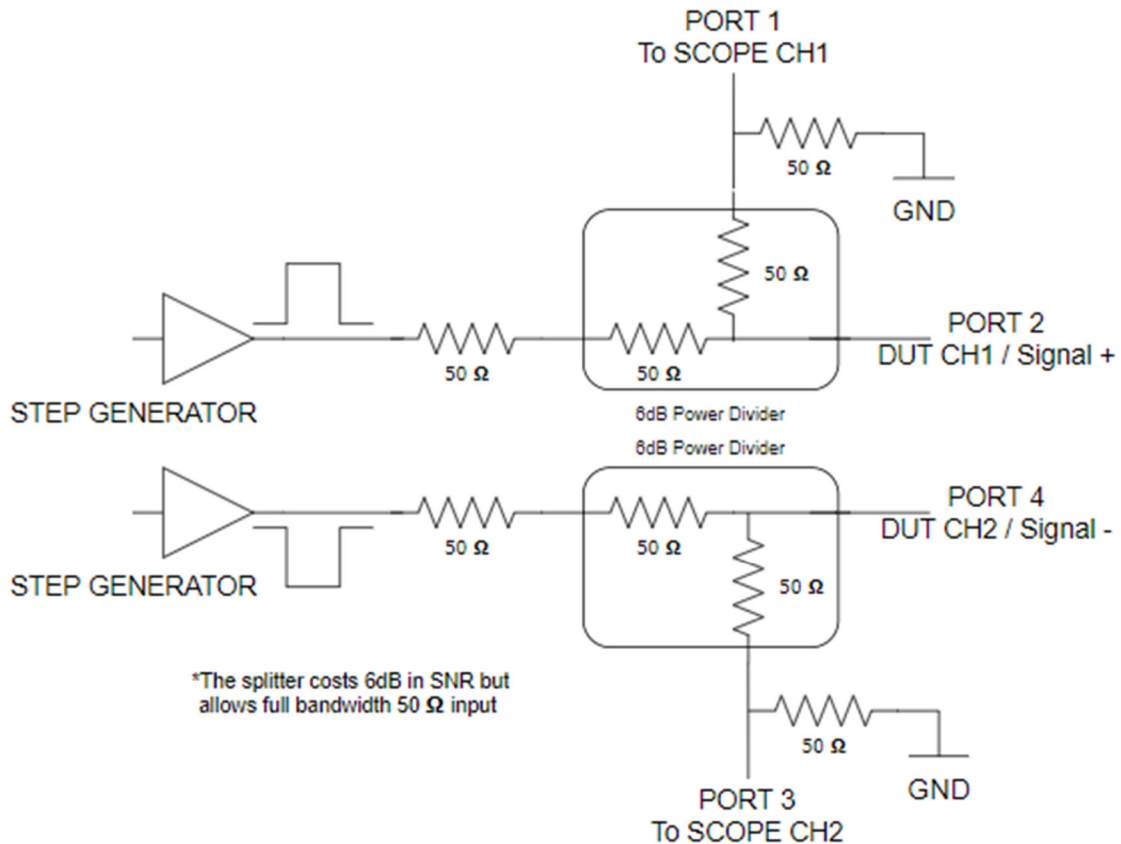 PORT 1
To SCOPE CH1
50 Ω
GND
50 Ω
PORT 2
DUT CH1 / Signal +
50 Ω
50 Ω
STEP GENERATOR
6dB Power Divider
6dB Power Divider
PORT 4
DUT CH2 / Signal -
50 Ω
50 Ω
STEP GENERATOR
50 Ω
*The splitter costs 6dB in SNR but
allows full bandwidth 50 Ω input
50 Ω
GND
PORT 3
To SCOPE CH2